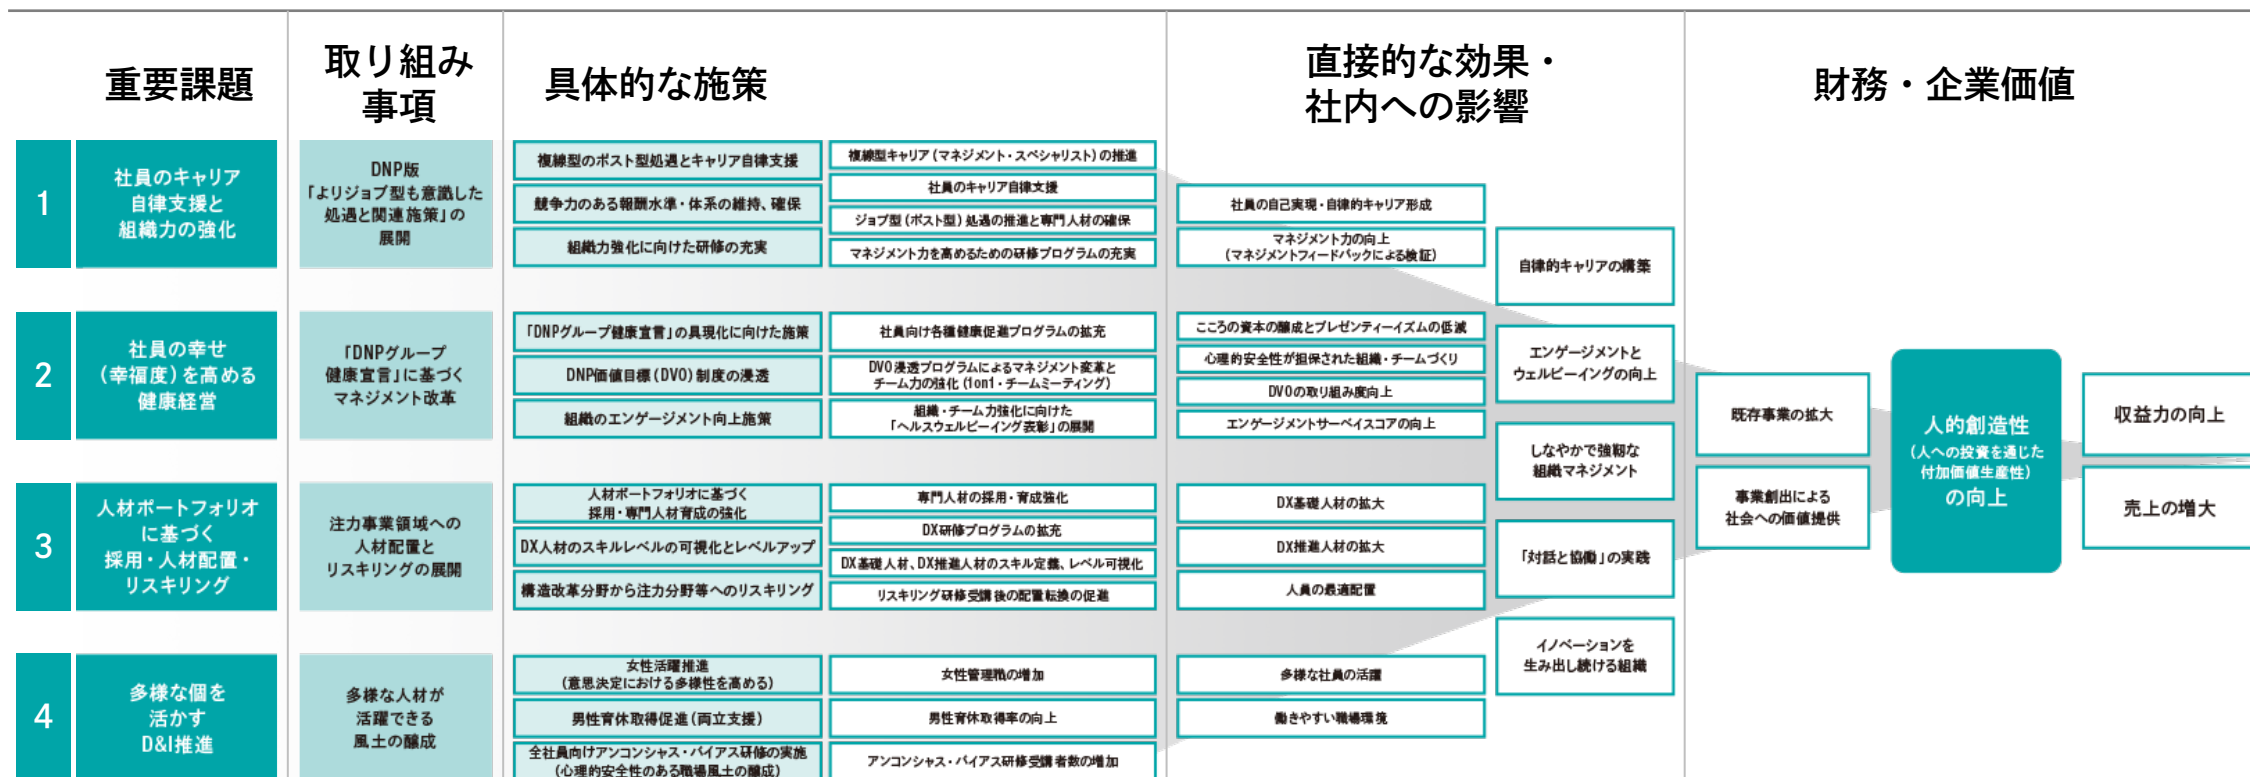 重要課題
取り組み
事項
具体的な施策
直接的な効果・
社内への影響
財務・企業価値
1
社員のキャリア
自律支援と
組織力の強化
DNP版
「よりジョブ型も意識した
処遇と関連施策」の
展開
複線型のポスト型処遇とキャリア自律支援
競争力のある報酬水準・体系の維持、確保
組織力強化に向けた研修の充実
複線型キャリア(マネジメント・スペシャリスト)の推進
社員のキャリア自律支援
ジョブ型(ポスト型)処遇の推進と専門人材の確保
マネジメント力を高めるための研修プログラムの充実
社員の自己実現・自律的キャリア形成
マネジメント力の向上
(マネジメントフィードバックによる検証)
2
社員の幸せ
(幸福度)を高める
健康経営
「DNPグループ
健康宣言」に基づく
マネジメント改革
「DNPグループ健康宣言」の具現化に向けた施策
DNP価値目標(DVO)制度の浸透
組織のエンゲージメント向上施策
社員向け各種健康促進プログラムの拡充
DVO浸透プログラムによるマネジメント変革と
チーム力の強化(1on1・チームミーティング)
組織・チーム力強化に向けた
「ヘルスウェルビーイング表彰」の展開
こころの資本の醸成とプレゼンティーイズムの低減
心理的安全性が担保された組織・チームづくり
DVOの取り組み度向上
エンゲージメントサーベイスコアの向上
3
人材ポートフォリオ
に基づく
採用・人材配置・
リスキリング
注力事業領域への
人材配置と
リスキリングの展開
人材ポートフォリオに基づく
採用・専門人材育成の強化
DX人材のスキルレベルの可視化とレベルアップ
構造改革分野から注力分野等へのリスキリング
専門人材の採用・育成強化
DX研修プログラムの拡充
DX基礎人材、DX推進人材のスキル定義、レベル可視化
リスキリング研修受講後の配置転換の促進
DX基礎人材の拡大
DX推進人材の拡大
人員の最適配置
4
多様な個を
活かす
D&I推進
多様な人材が
活躍できる
風土の醸成
女性活躍推進
(意思決定における多様性を高める)
男性育休取得促進(両立支援)
全社員向けアンコンシャス・バイアス研修の実施
(心理的安全性のある職場風土の醸成)
女性管理職の増加
男性育休取得率の向上
アンコンシャス・バイアス研修受講者数の増加
多様な社員の活躍
働きやすい職場環境
自律的キャリアの構築
エンゲージメントと
ウェルビーイングの向上
しなやかで強靭な
組織マネジメント
「対話と協働」の実践
イノベーションを
生み出し続ける組織
既存事業の拡大
事業創出による
社会への価値提供
人的創造性
(人への投資を通じた
付加価値生産性)
の向上
収益力の向上
売上の増大